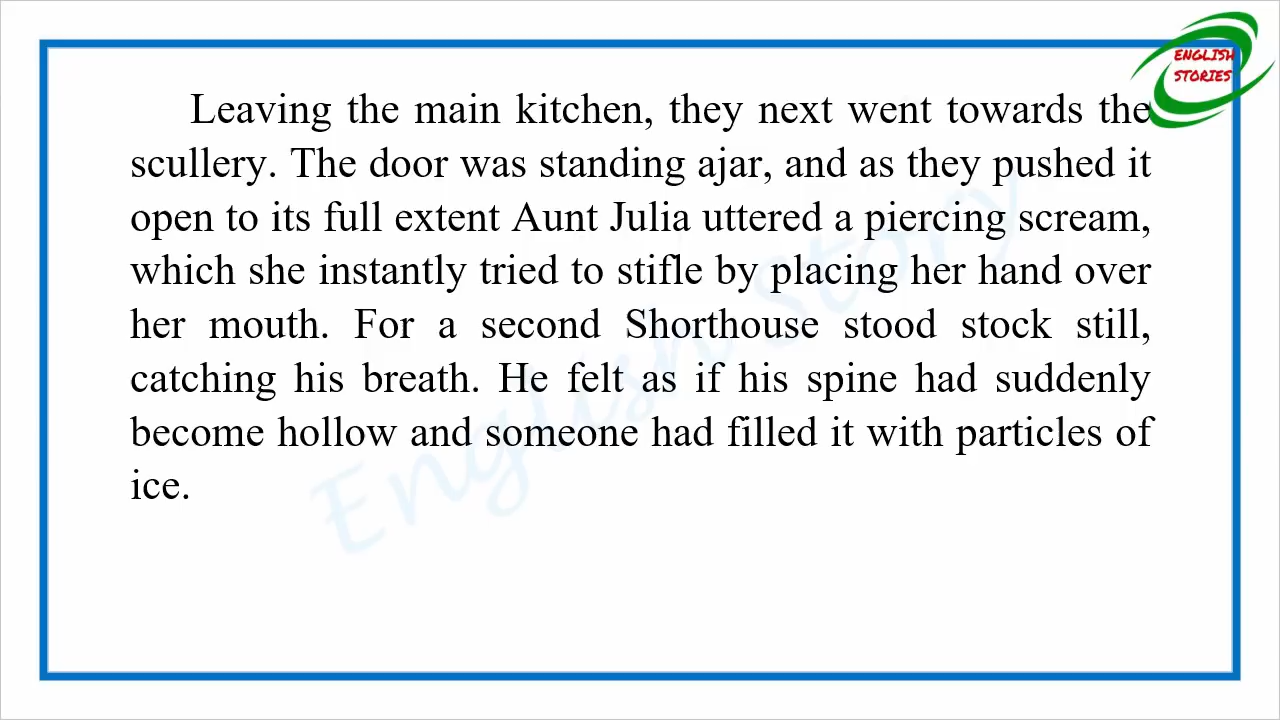 ENGLISH
STORIES
Leaving the main kitchen, they next went towards the
scullery. The door was standing ajar, and as they pushed it
open to its full extent Aunt Julia uttered a piercing scream,
which she instantly tried to stifle by placing her hand over
her mouth. For a second Shorthouse stood stock still,
catching his breath. He felt as if his spine had suddenly
become hollow and someone had filled it with particles of
ice.
English Story